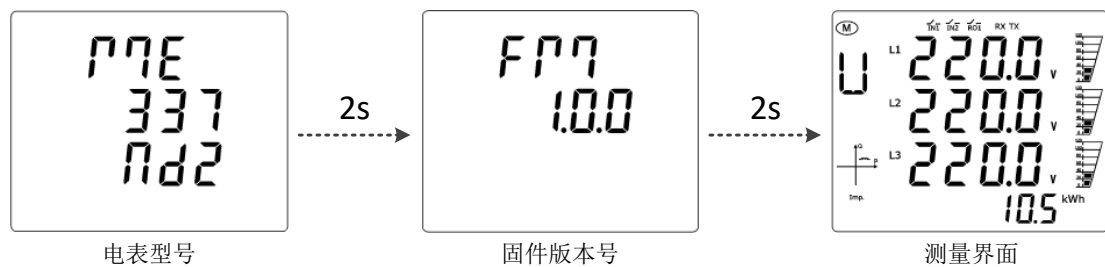 ME
337
Nd2
电表型号
2s
FM
1.0.0
固件版本号
2s
M
IN1 IN2 RO1 RX TX
U
L1 220.0 V
L2 220.0 V
L3 220.0 V
Q
P
Imp.
10.5 kWh
测量界面